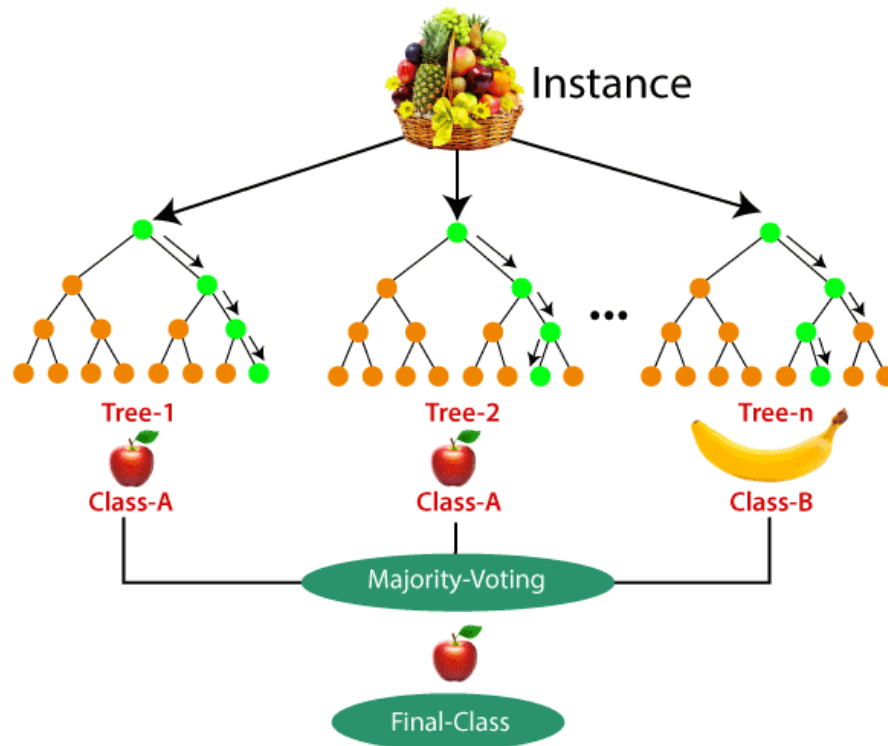 Instance
...
Tree-1
Tree-2
Tree-n
Class-A
Class-A
Class-B
Majority-Voting
Final-Class